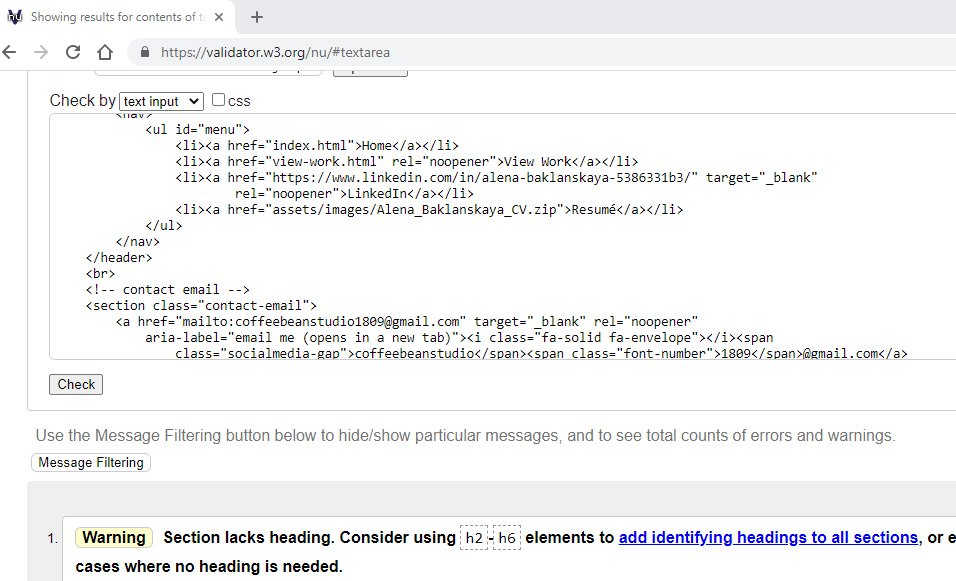 Showing results for contents of t
https://validator.w3.org/nu/#textarea
Check by text input css
<nav>
<ul id="menu">
<li><a href="index.html">Home</a></li>
<li><a href="view-work.html" rel="noopener">View Work</a></li>
<li><a href="https://www.linkedin.com/in/alena-baklanskaya-5386331b3/" target="_blank"
rel="noopener">LinkedIn</a></li>
<li><a href="assets/images/Alena_Baklanskaya_CV.zip">Resumé</a></li>
</ul>
</nav>
</header>
<br>
<!-- contact email -->
<section class="contact-email">
<a href="mailto:coffeebeanstudio1809@gmail.com" target="_blank" rel="noopener"
aria-label="email me (opens in a new tab)"><i class="fa-solid fa-envelope"></i><span
class="socialmedia-gap">coffeebeanstudio</span><span class="font-number">1809</span>@gmail.com</a>
Check
Use the Message Filtering button below to hide/show particular messages, and to see total counts of errors and warnings.
Message Filtering
1. Warning Section lacks heading. Consider using h2-h6 elements to add identifying headings to all sections, or e
cases where no heading is needed.